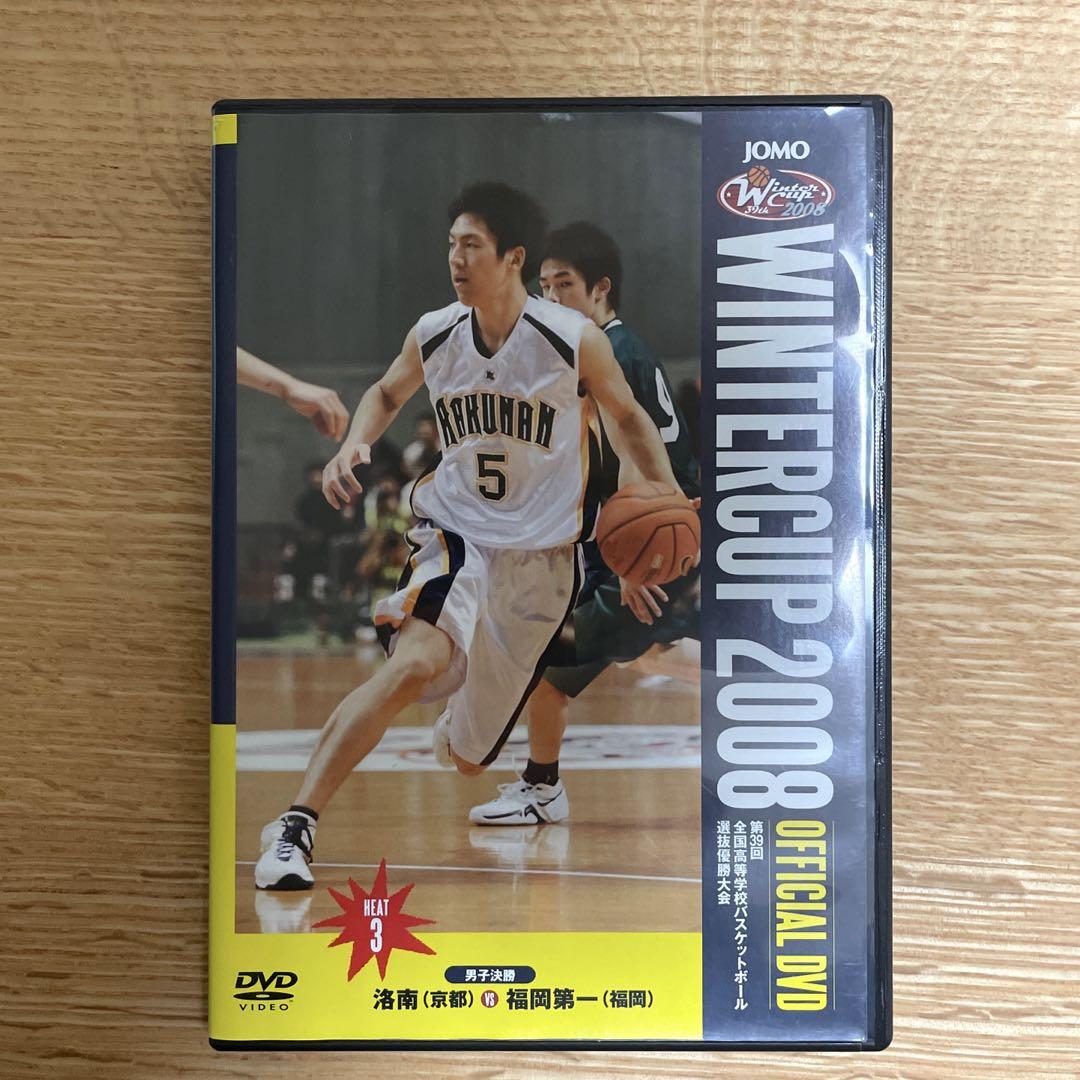 JOMO
Winter Cup
39th 2008
WINTERCUP 2008
OFFICIAL DVD
第39回
全国高等学校バスケットボール
選抜優勝大会
RAKUNAN
5
9
HEAT
3
DVD
VIDEO
男子決勝
洛南(京都) VS 福岡第一(福岡)